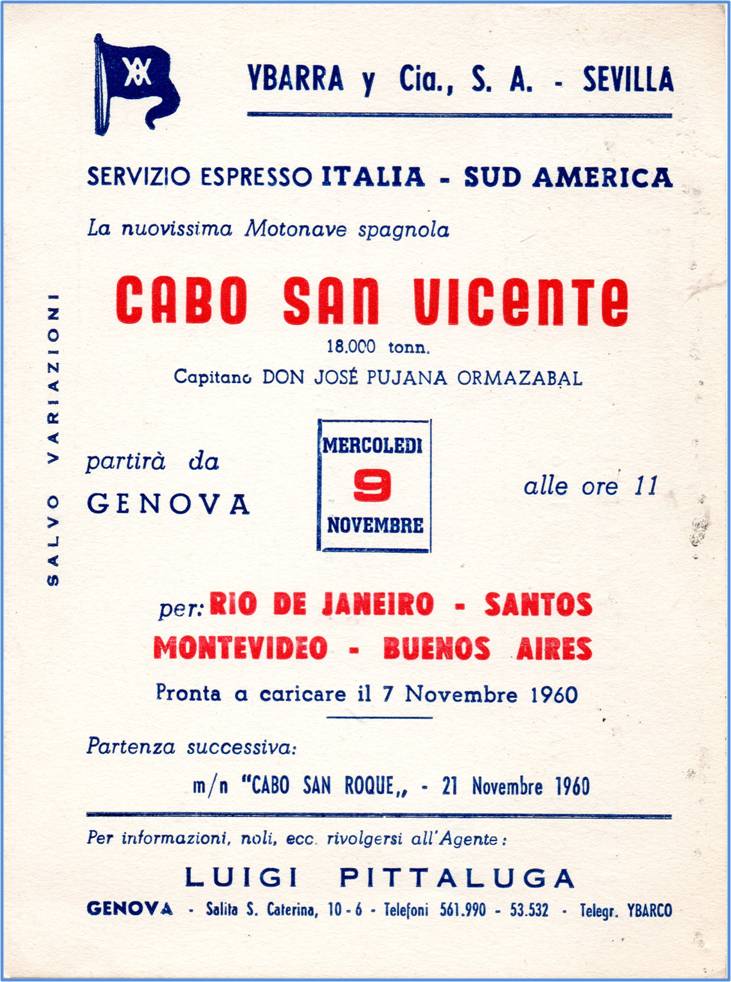 YBARRA y Cia., S. A. - SEVILLA
SERVIZIO ESPRESSO ITALIA - SUD AMERICA
La nuovissima Motonave spagnola
CABO SAN VICENTE
18.000 tonn.
Capitano DON JOSÉ PUJANA ORMAZABAL
SALVO VARIAZIONI
partirà da
GENOVA
MERCOLEDI
9
NOVEMBRE
alle ore 11
per: RIO DE JANEIRO - SANTOS
MONTEVIDEO - BUENOS AIRES
Pronta a caricare il 7 Novembre 1960
Partenza successiva:
m/n "CABO SAN ROQUE„ - 21 Novembre 1960
Per informazioni, noli, ecc. rivolgersi all'Agente:
LUIGI PITTALUGA
GENOVA - Salita S. Caterina, 10-6 - Telefoni 561.990 - 53.532 - Telegr. YBARCO